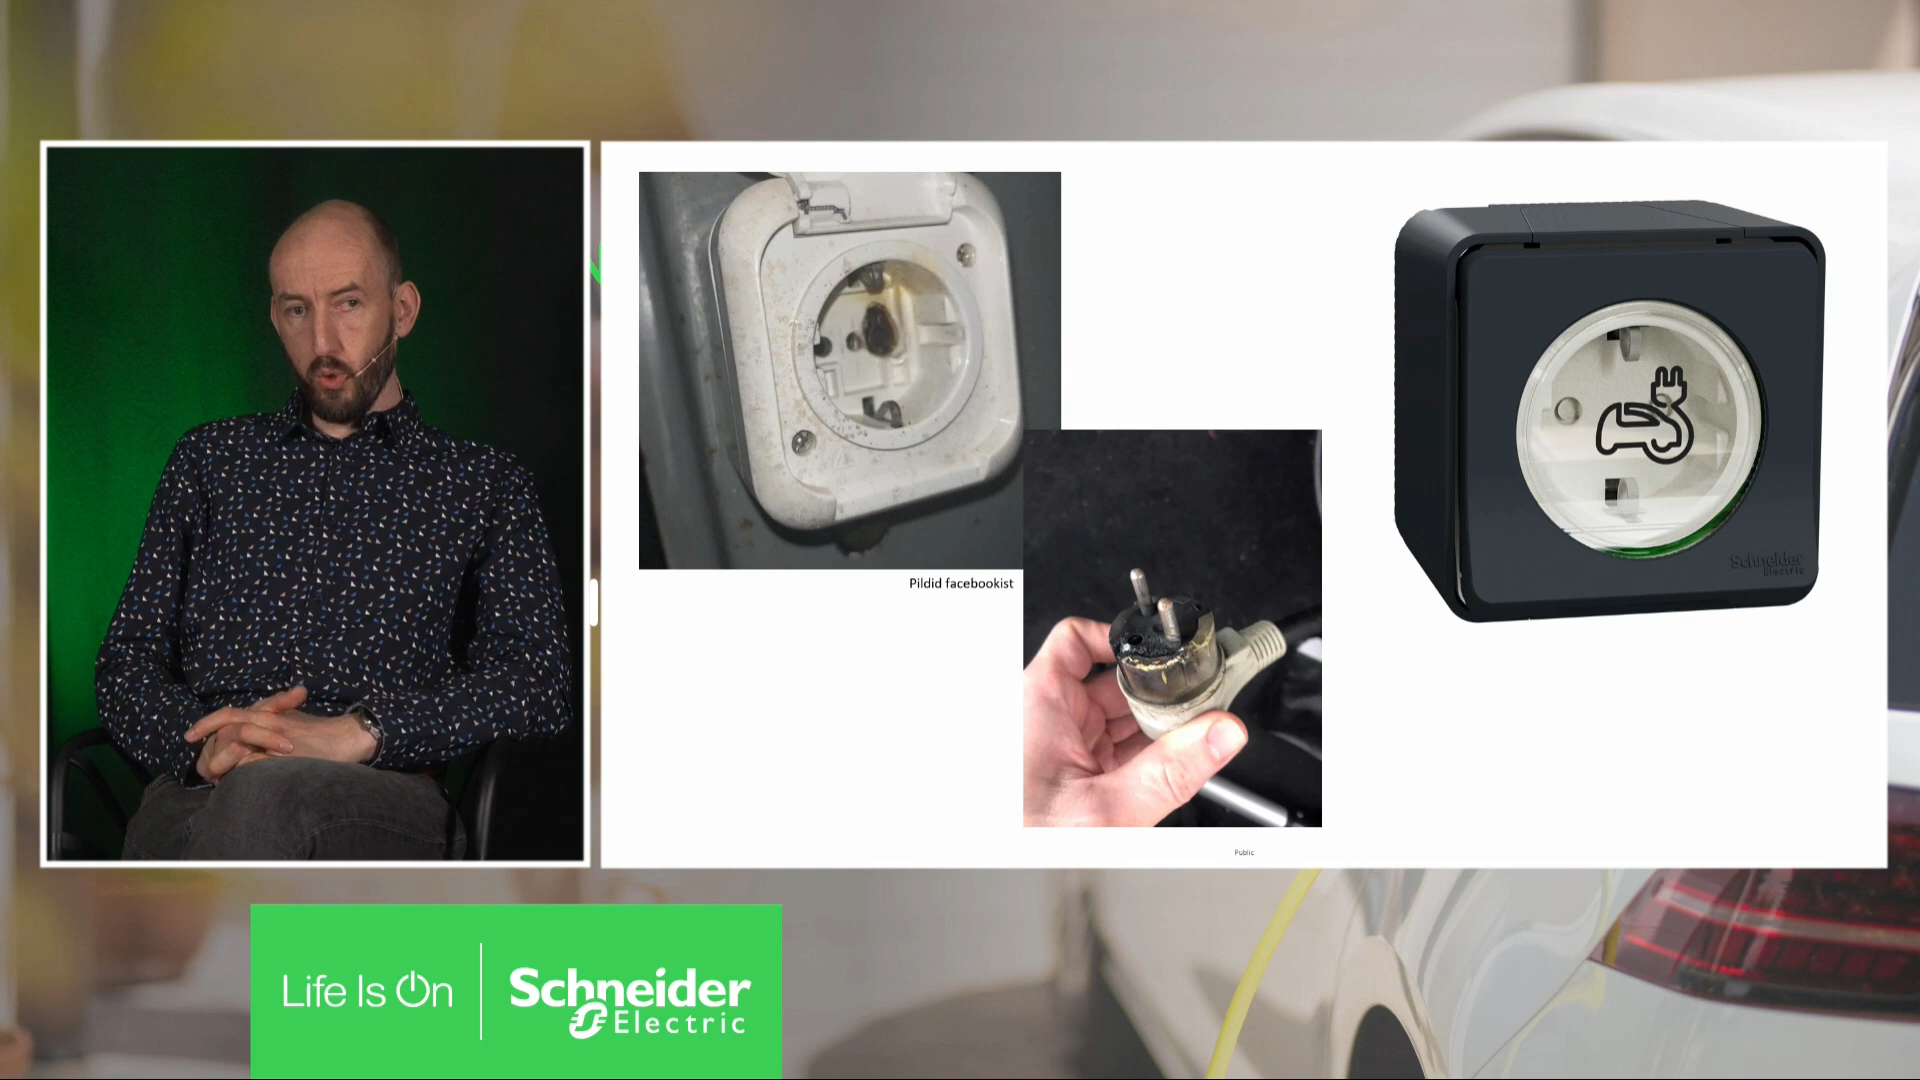 Schneider
Electric
Pildid facebookist
Public
Life Is On
Schneider
Electric